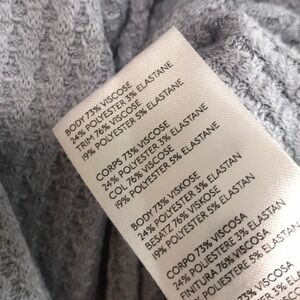 BODY 73% VISCOSE
24% POLYESTER 3% ELASTANE
TRIM 76% VISCOSE
19% POLYESTER 5% ELASTANE
CORPS 73% VISCOSE
24% POLYESTER 3% ELASTANE
COL 76% VISCOSE
19% POLYESTER 5% ELASTANE
BODY 73% VISKOSE
24% POLYESTER 3% ELASTAN
BESATZ 76% VISKOSE
19% POLYESTER 5% ELASTAN
CORPO 73% VISCOSA
24% POLIESTERE 3% ELASTAN
FINITURA 76% VISCOSA
POLIESTERE 5% ELASTAN